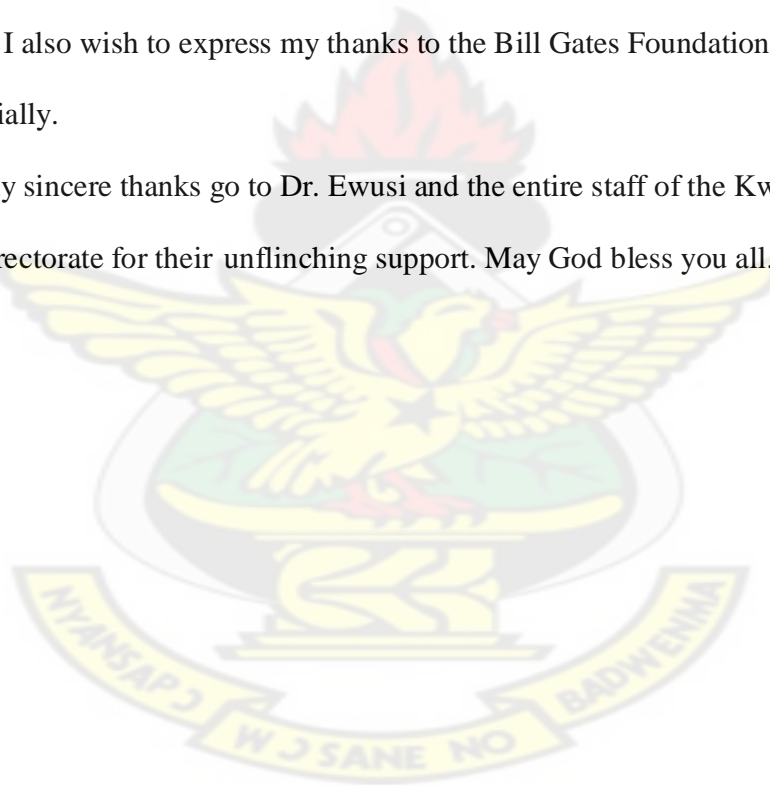 I also wish to express my thanks to the Bill Gates Foundation
ially.
y sincere thanks go to Dr. Ewusi and the entire staff of the Kw
rectorate for their unflinching support. May God bless you all.
NYANSAPƆ WƆSANE NO BADWENMA